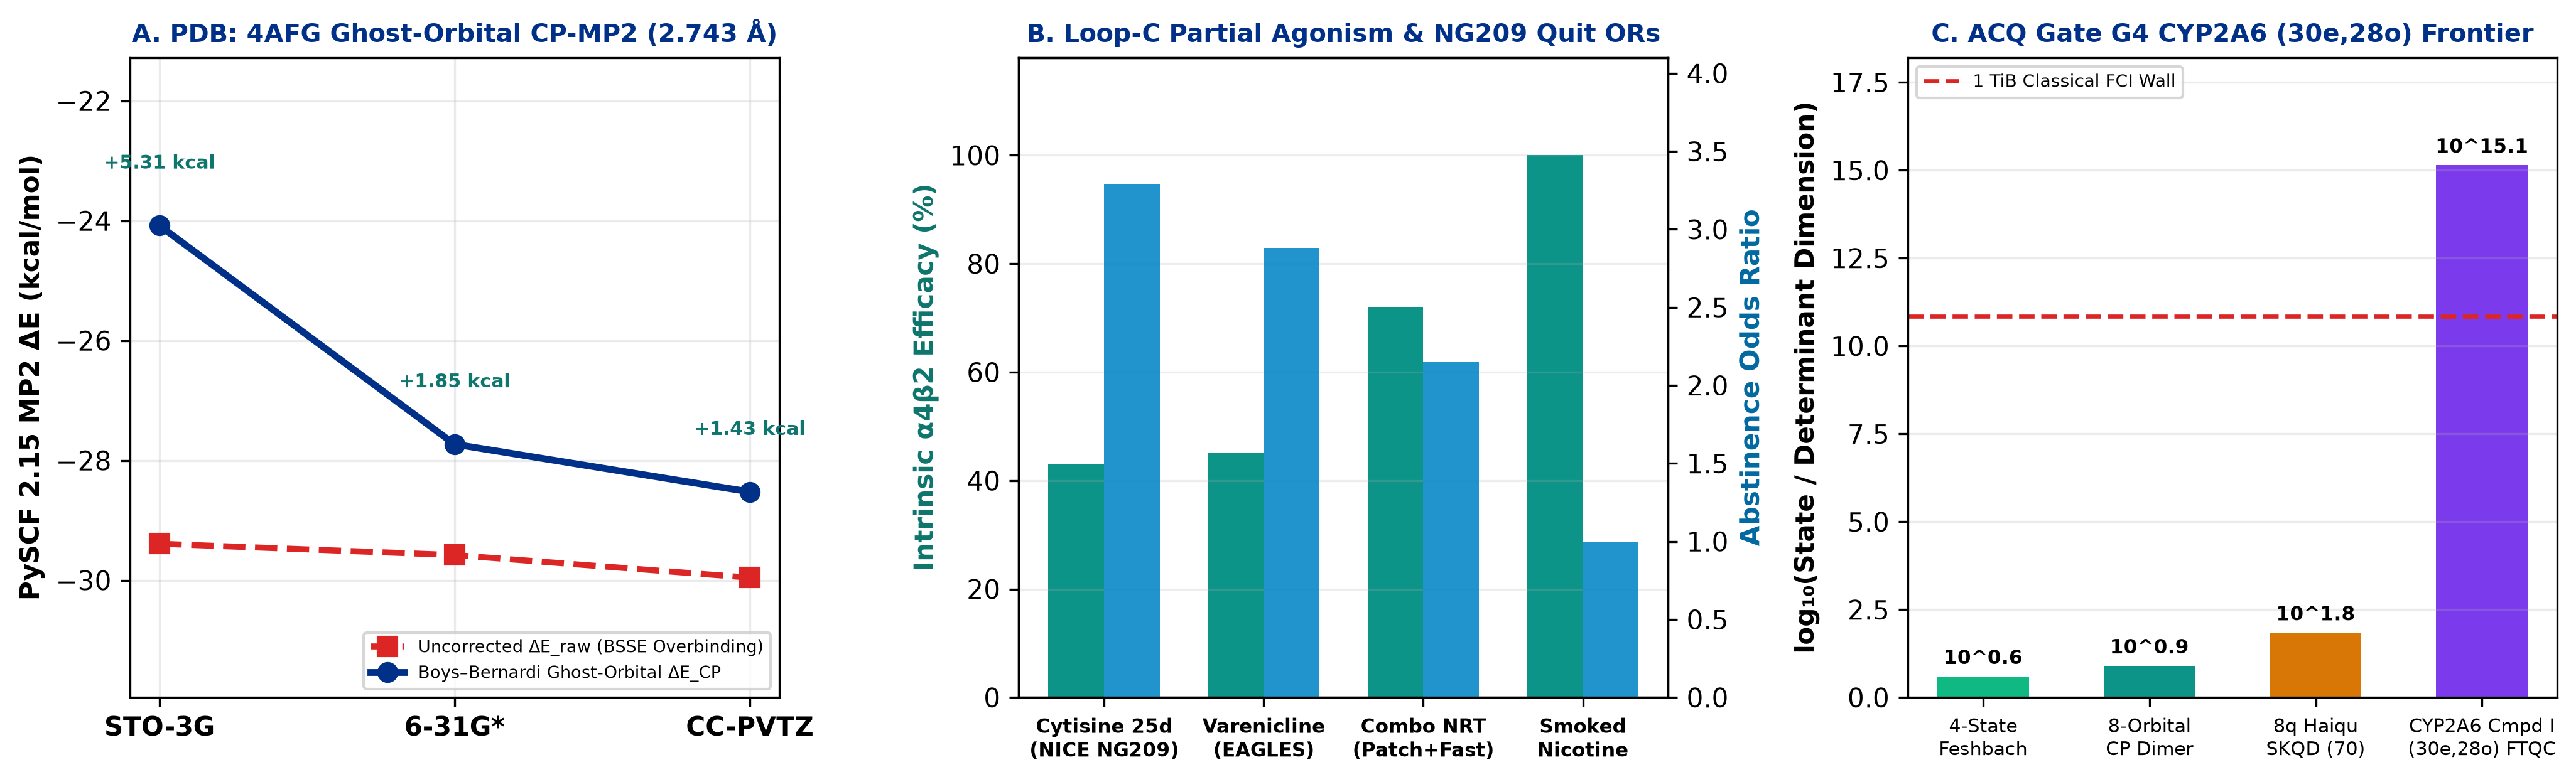 A. PDB: 4AFG Ghost-Orbital CP-MP2 (2.743 Å)
PySCF 2.15 MP2 ΔE (kcal/mol)
−22
−24
−26
−28
−30
+5.31 kcal
+1.85 kcal
+1.43 kcal
Uncorrected ΔE_raw (BSSE Overbinding)
Boys–Bernardi Ghost-Orbital ΔE_CP
STO-3G
6-31G*
CC-PVTZ
B. Loop-C Partial Agonism & NG209 Quit ORs
Intrinsic α4β2 Efficacy (%)
100
80
60
40
20
0
4.0
3.5
3.0
2.5
2.0
1.5
1.0
0.5
0.0
Abstinence Odds Ratio
Cytisine 25d
(NICE NG209)
Varenicline
(EAGLES)
Combo NRT
(Patch+Fast)
Smoked
Nicotine
C. ACQ Gate G4 CYP2A6 (30e,28o) Frontier
log₁₀(State / Determinant Dimension)
17.5
15.0
12.5
10.0
7.5
5.0
2.5
0.0
1 TiB Classical FCI Wall
10^0.6
10^0.9
10^1.8
10^15.1
4-State
Feshbach
8-Orbital
CP Dimer
8q Haiqu
SKQD (70)
CYP2A6 Cmpd I
(30e,28o) FTQC